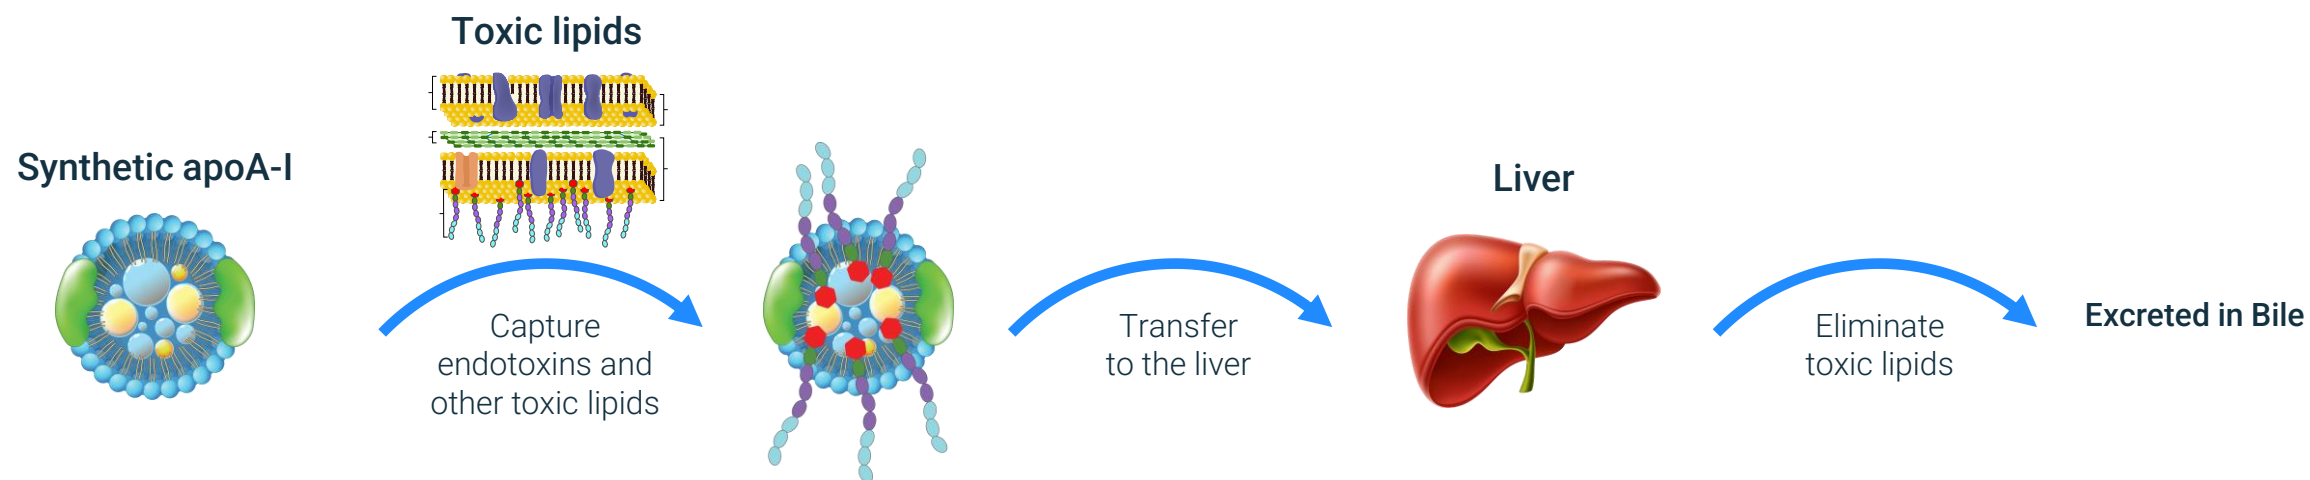 Toxic lipids
Synthetic apoA-I
Capture
endotoxins and
other toxic lipids
Transfer
to the liver
Liver
Eliminate
toxic lipids
Excreted in Bile